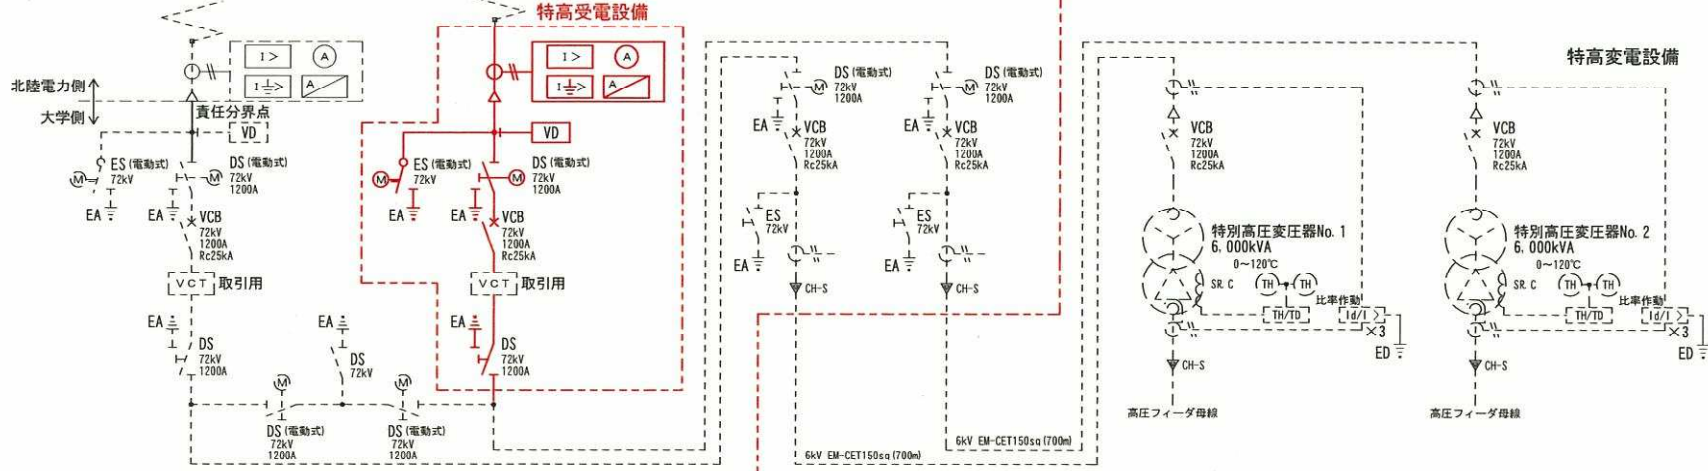 特高受電設備
特高変電設備
I>
A
I⏚>
A
I>
A
I⏚>
A
北陸電力側
大学側
責任分界点
VD
VD
M
ES(電動式)
72kV
EA
DS(電動式)
72kV
1200A
M
EA
VCB
72kV
1200A
Rc25kA
VCT
取引用
EA
DS
72kV
1200A
M
ES(電動式)
72kV
EA
DS(電動式)
72kV
1200A
M
EA
VCB
72kV
1200A
Rc25kA
VCT
取引用
EA
DS
72kV
1200A
EA
DS
72kV
M
DS(電動式)
72kV
1200A
M
DS(電動式)
72kV
1200A
DS(電動式)
72kV
1200A
M
EA
VCB
72kV
1200A
Rc25kA
ES
72kV
EA
CH-S
DS(電動式)
72kV
1200A
M
EA
VCB
72kV
1200A
Rc25kA
ES
72kV
EA
CH-S
6kV EM-CET150sq(700m)
6kV EM-CET150sq(700m)
VCB
72kV
1200A
Rc25kA
特別高圧変圧器No.1
6,000kVA
0～120℃
SR.C
TH
TH
TH/TD
比率作動
Id/I >
×3
ED
CH-S
高圧フィーダ母線
VCB
72kV
1200A
Rc25kA
特別高圧変圧器No.2
6,000kVA
0～120℃
SR.C
TH
TH
TH/TD
比率作動
Id/I >
×3
ED
CH-S
高圧フィーダ母線